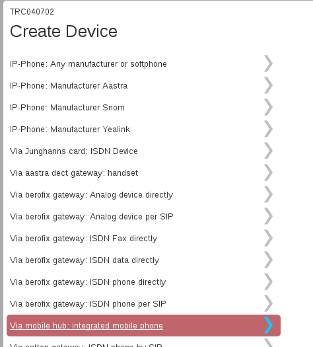 TRC040702
Create Device
IP-Phone: Any manufacturer or softphone
IP-Phone: Manufacturer Aastra
IP-Phone: Manufacturer Snom
IP-Phone: Manufacturer Yealink
Via Junghanns card: ISDN Device
Via aastra dect gateway: handset
Via berofix gateway: Analog device directly
Via berofix gateway: Analog device per SIP
Via berofix gateway: ISDN Fax directly
Via berofix gateway: ISDN data directly
Via berofix gateway: ISDN phone directly
Via berofix gateway: ISDN phone per SIP
Via mobile hub: integrated mobile phone